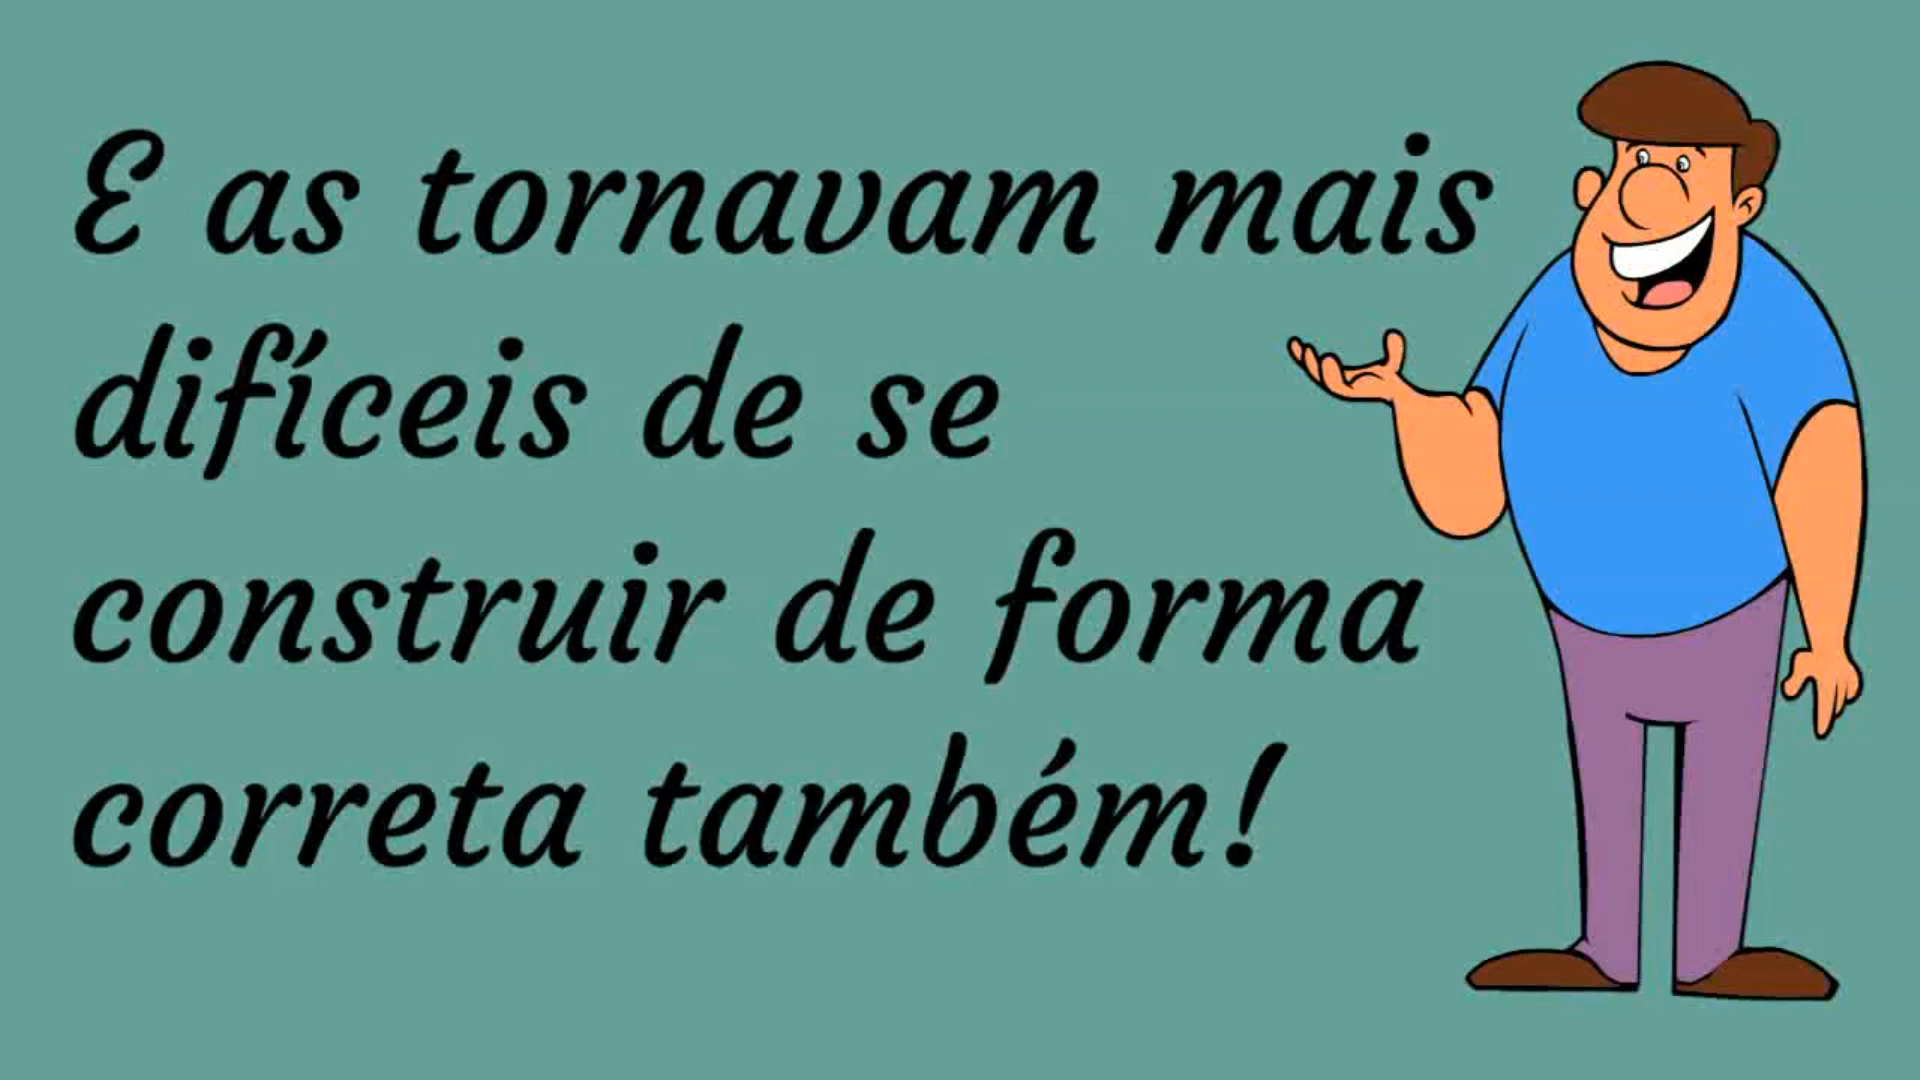 E as tornavam mais
difíceis de se
construir de forma
correta também!